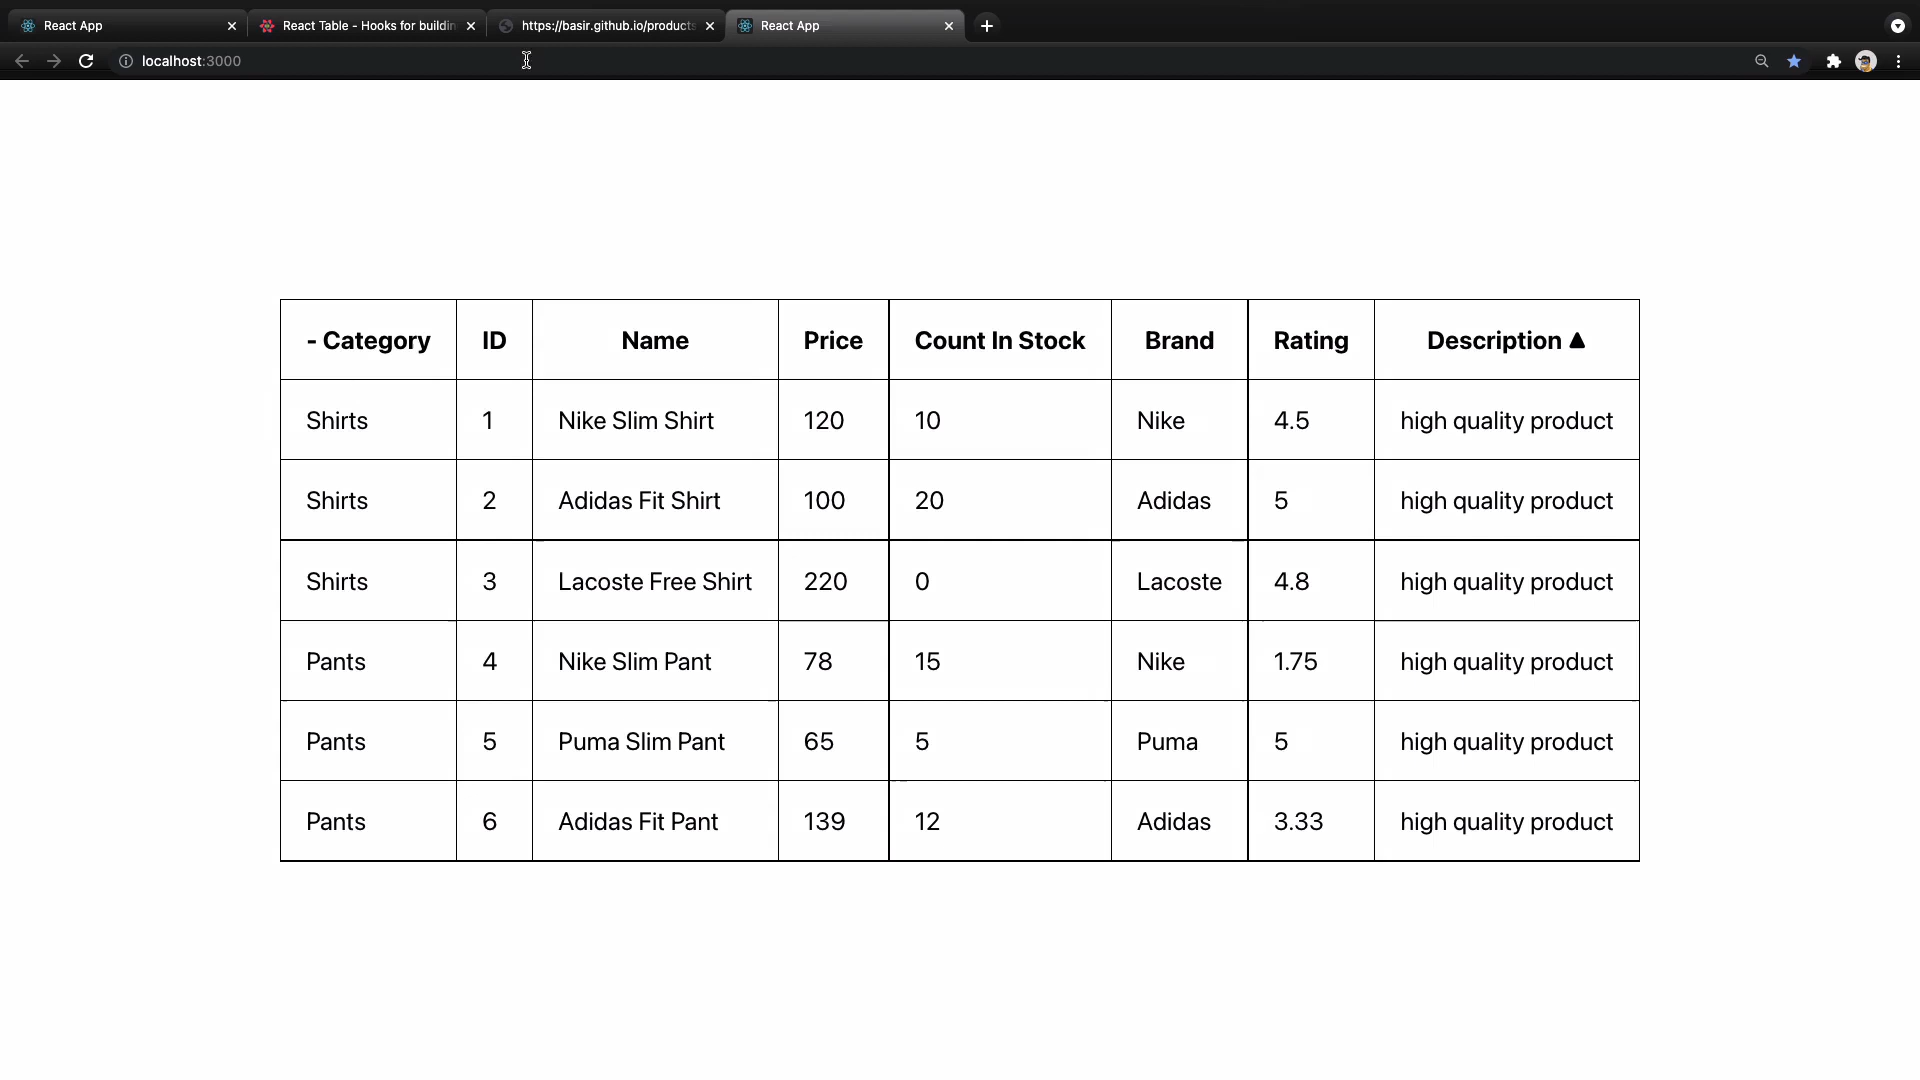 React App
React Table - Hooks for buildin
https://basir.github.io/products
React App
localhost:3000
- Category ID Name Price Count In Stock Brand Rating Description ▲
Shirts 1 Nike Slim Shirt 120 10 Nike 4.5 high quality product
Shirts 2 Adidas Fit Shirt 100 20 Adidas 5 high quality product
Shirts 3 Lacoste Free Shirt 220 0 Lacoste 4.8 high quality product
Pants 4 Nike Slim Pant 78 15 Nike 1.75 high quality product
Pants 5 Puma Slim Pant 65 5 Puma 5 high quality product
Pants 6 Adidas Fit Pant 139 12 Adidas 3.33 high quality product